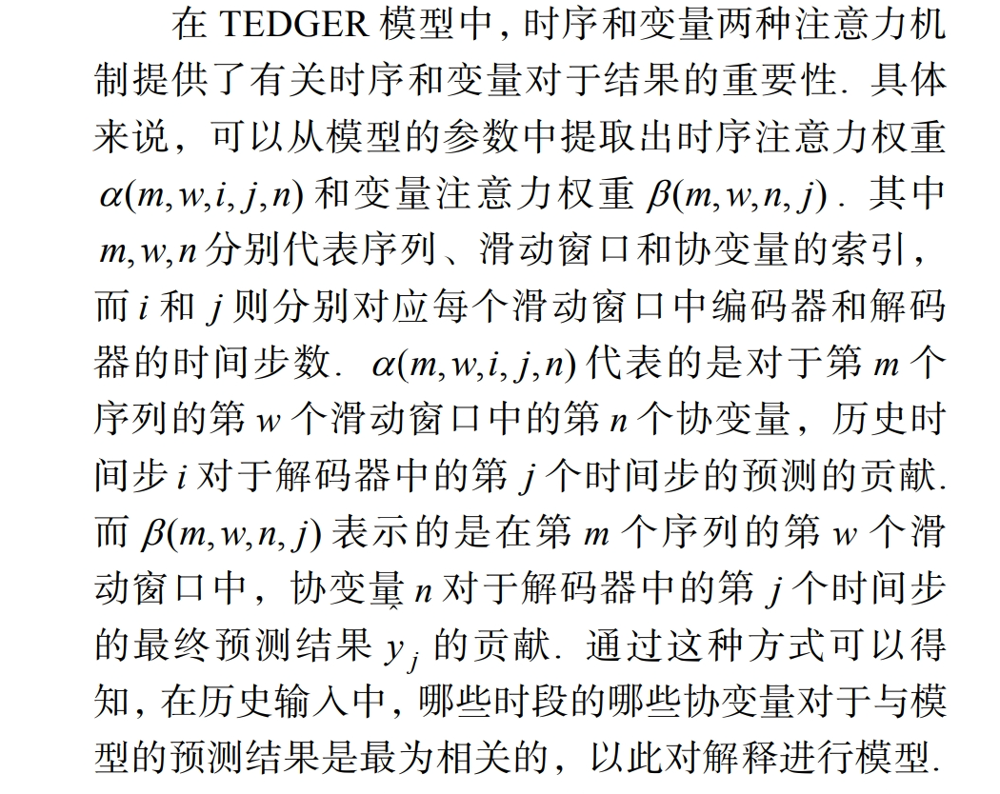 在 TEDGER 模型中, 时序和变量两种注意力机
制提供了有关时序和变量对于结果的重要性. 具体
来说，可以从模型的参数中提取出时序注意力权重
α(m,w,i,j,n) 和变量注意力权重 β(m,w,n,j) . 其中
m,w,n 分别代表序列、滑动窗口和协变量的索引，
而 i 和 j 则分别对应每个滑动窗口中编码器和解码
器的时间步数. α(m,w,i,j,n) 代表的是对于第 m 个
序列的第 w 个滑动窗口中的第 n 个协变量，历史时
间步 i 对于解码器中的第 j 个时间步的预测的贡献.
而 β(m,w,n,j) 表示的是在第 m 个序列的第 w 个滑
动窗口中，协变量 n 对于解码器中的第 j 个时间步
的最终预测结果 ŷ_j 的贡献. 通过这种方式可以得
知, 在历史输入中, 哪些时段的哪些协变量对于与模
型的预测结果是最为相关的，以此对解释进行模型.